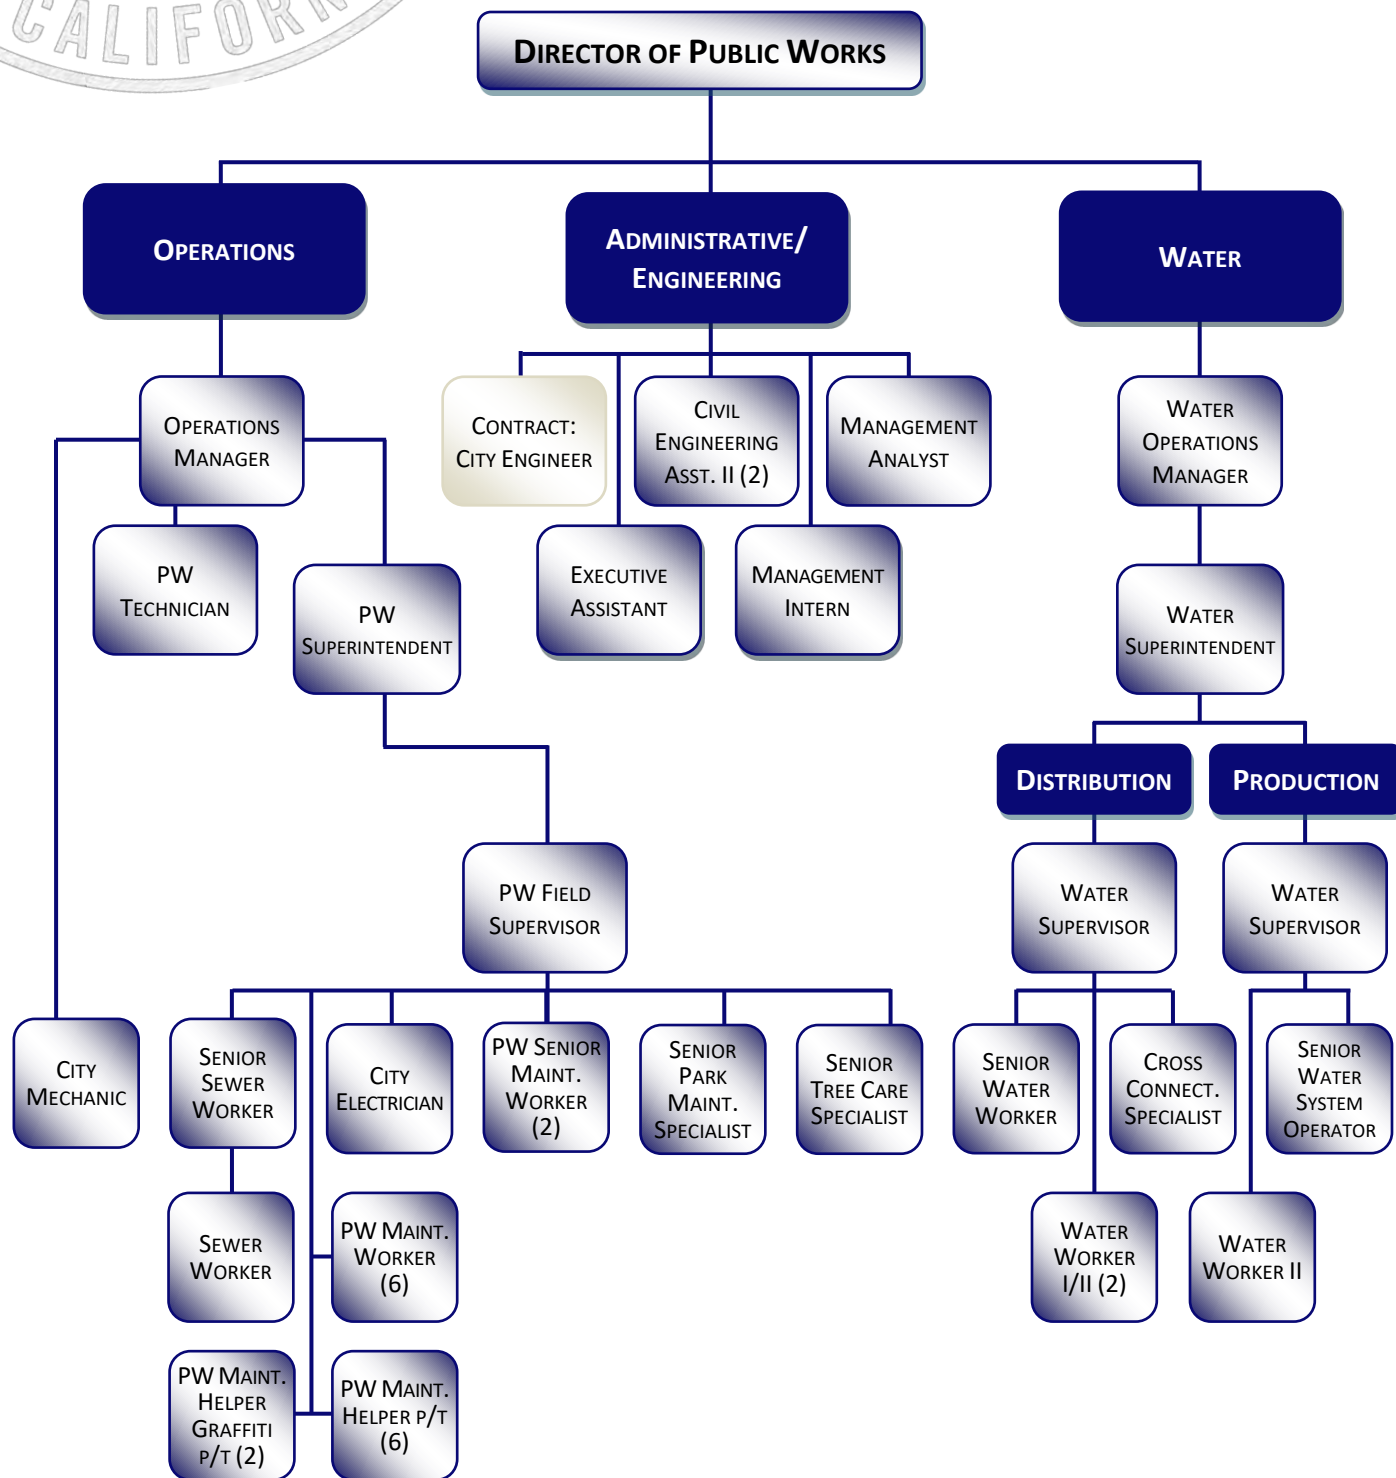 CALIFORN
DIRECTOR OF PUBLIC WORKS
OPERATIONS
ADMINISTRATIVE/
ENGINEERING
WATER
OPERATIONS
MANAGER
CONTRACT:
CITY ENGINEER
CIVIL
ENGINEERING
ASST. II (2)
MANAGEMENT
ANALYST
WATER
OPERATIONS
MANAGER
PW
TECHNICIAN
PW
SUPERINTENDENT
EXECUTIVE
ASSISTANT
MANAGEMENT
INTERN
WATER
SUPERINTENDENT
DISTRIBUTION
PRODUCTION
PW FIELD
SUPERVISOR
WATER
SUPERVISOR
WATER
SUPERVISOR
CITY
MECHANIC
SENIOR
SEWER
WORKER
CITY
ELECTRICIAN
PW SENIOR
MAINT.
WORKER
(2)
SENIOR
PARK
MAINT.
SPECIALIST
SENIOR
TREE CARE
SPECIALIST
SENIOR
WATER
WORKER
CROSS
CONNECT.
SPECIALIST
SENIOR
WATER
SYSTEM
OPERATOR
SEWER
WORKER
PW MAINT.
WORKER
(6)
WATER
WORKER
I/II (2)
WATER
WORKER II
PW MAINT.
HELPER
GRAFFITI
P/T (2)
PW MAINT.
HELPER P/T
(6)